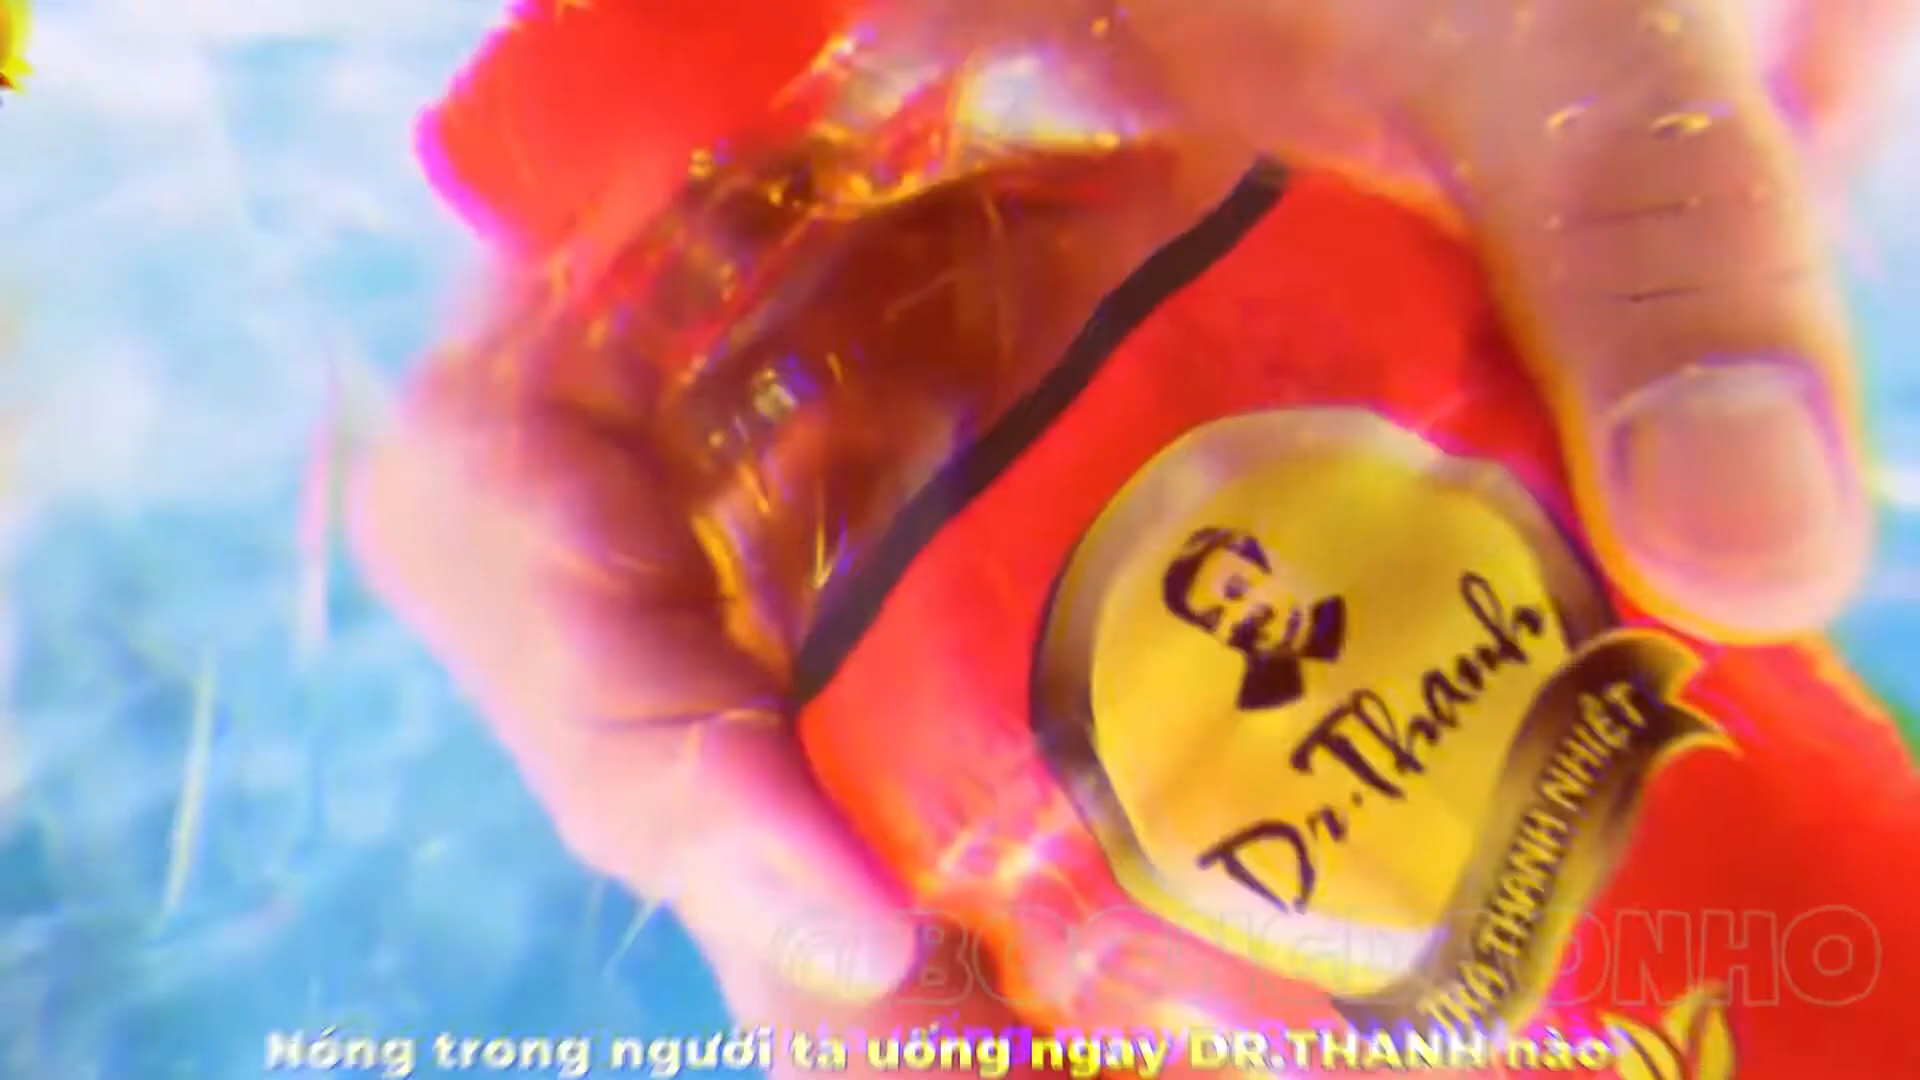 Dr.Thanh
TRÀ THANH NHIỆT
Nóng trong người ta uống ngay DR.THANH nào